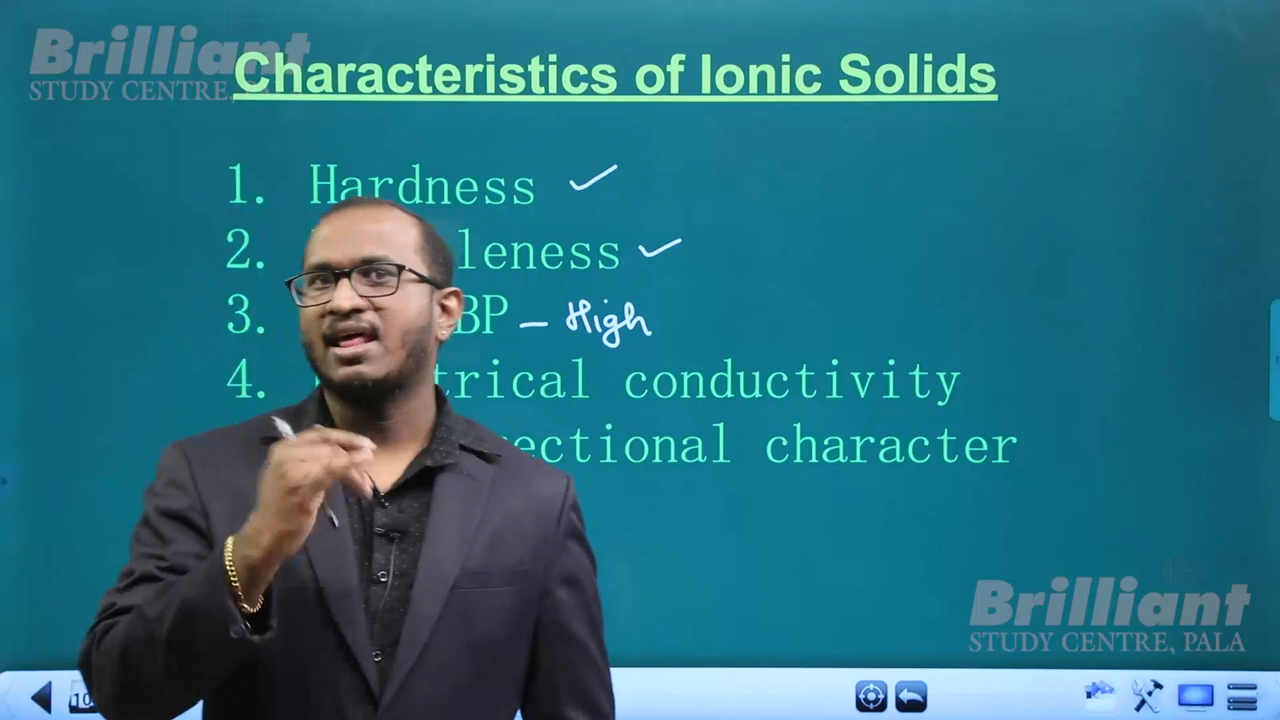 Brilliant
STUDY CENTRE,
Characteristics of Ionic Solids
1. Hardness
2. leness
3. BP – High
4. trical conductivity
ectional character
Brilliant
STUDY CENTRE, PALA
10